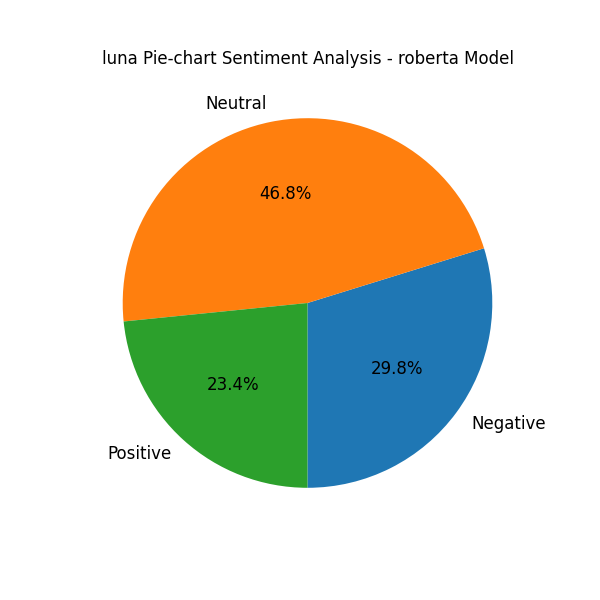 luna Pie-chart Sentiment Analysis - roberta Model
Neutral
46.8%
29.8%
23.4%
Negative
Positive